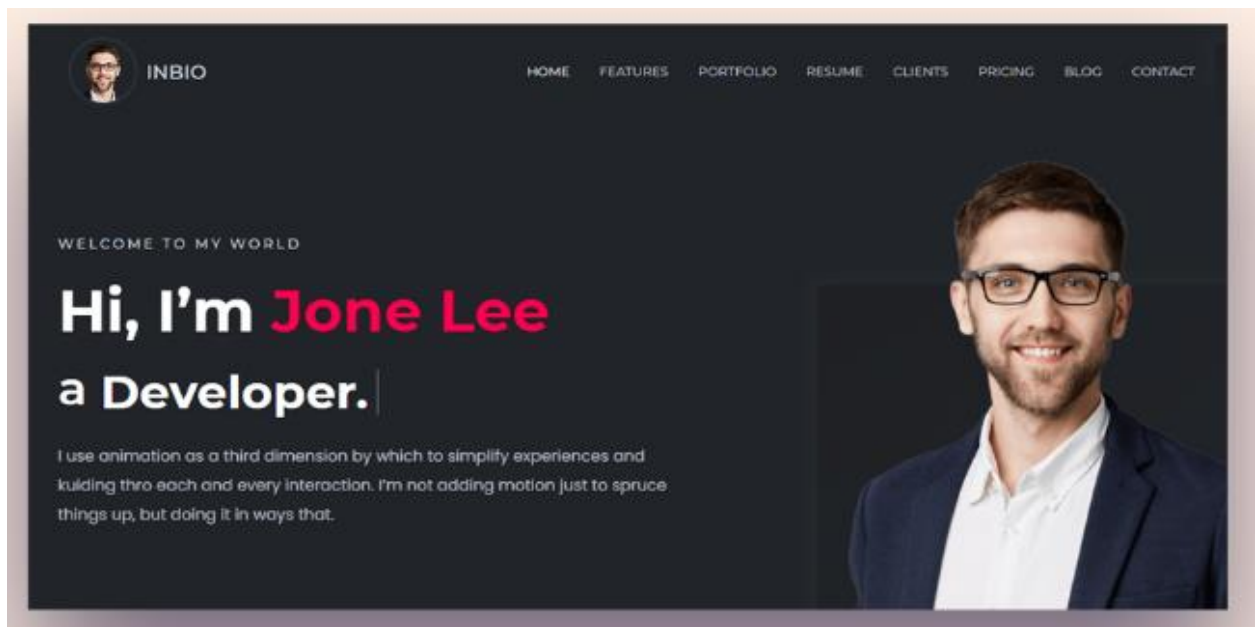 INBIO
HOME FEATURES PORTFOLIO RESUME CLIENTS PRICING BLOG CONTACT
WELCOME TO MY WORLD
Hi, I’m Jone Lee
a Developer.
I use animation as a third dimension by which to simplify experiences and
kuiding thro each and every interaction. I’m not adding motion just to spruce
things up, but doing it in ways that.